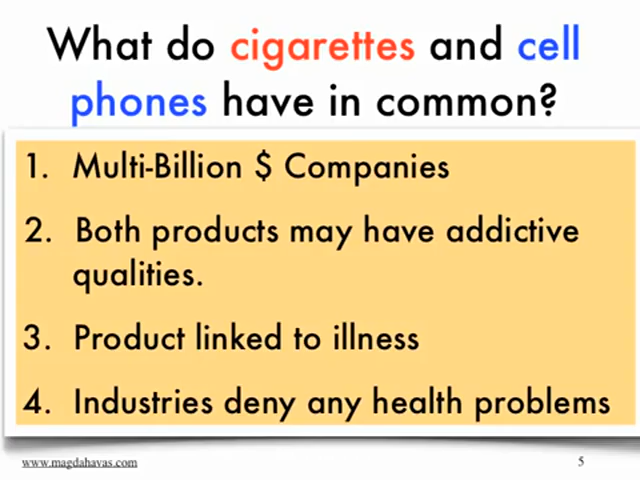 What do cigarettes and cell
phones have in common?
1. Multi-Billion $ Companies
2. Both products may have addictive
qualities.
3. Product linked to illness
4. Industries deny any health problems
www.magdahavas.com
5